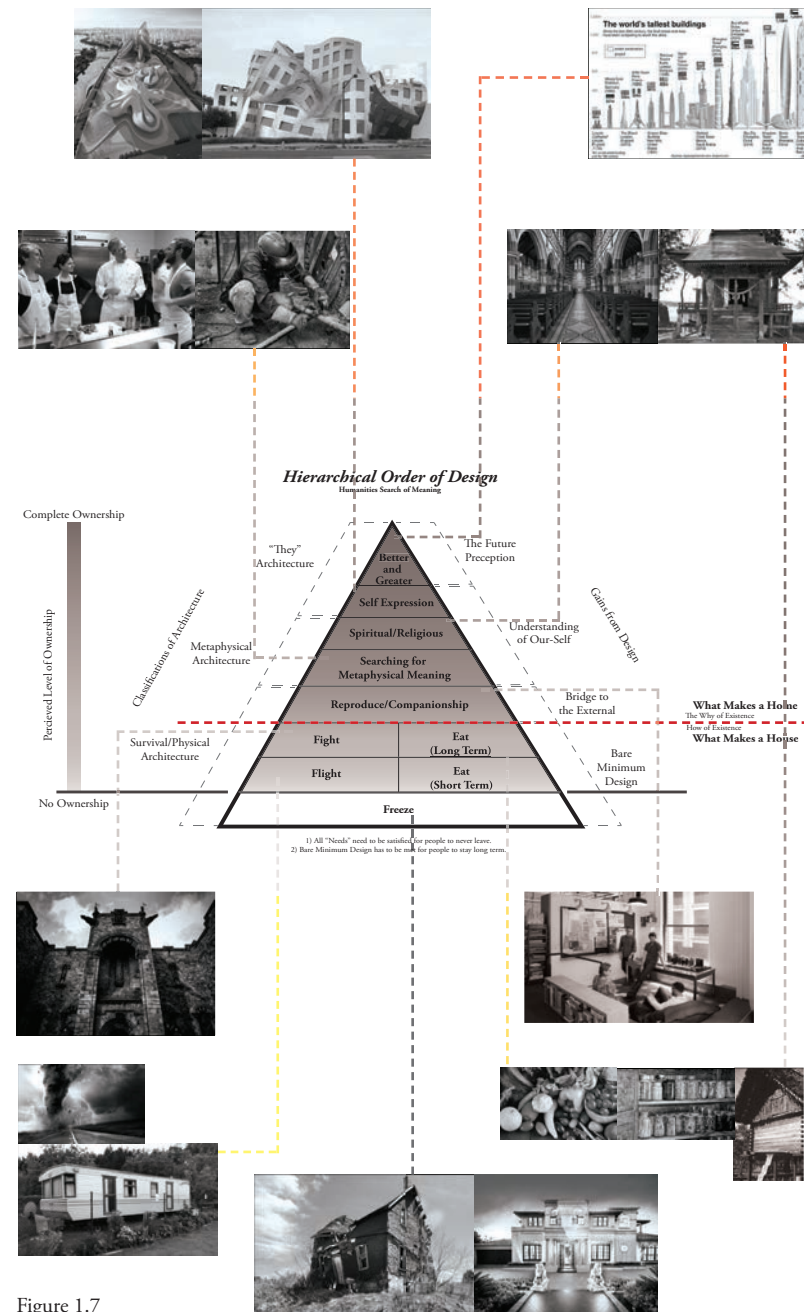 The world's tallest buildings
Hierarchical Order of Design
Humanities Search of Meaning
Complete Ownership
Percieved Level of Ownership
No Ownership
Classifications of Architecture
"They"
Architecture
Metaphysical
Architecture
Survival/Physical
Architecture
Better
and
Greater
Self Expression
Spiritual/Religious
Searching for
Metaphysical Meaning
Reproduce/Companionship
Fight
Eat
(Long Term)
Flight
Eat
(Short Term)
Freeze
The Future
Preception
Gains from Design
Understanding
of Our-Self
Bridge to
the External
Bare
Minimum
Design
What Makes a Home
The Why of Existence
How of Existence
What Makes a House
1) All "Needs" need to be satisfied for people to never leave.
2) Bare Minimum Design has to be met for people to stay long term.
Figure 1.7